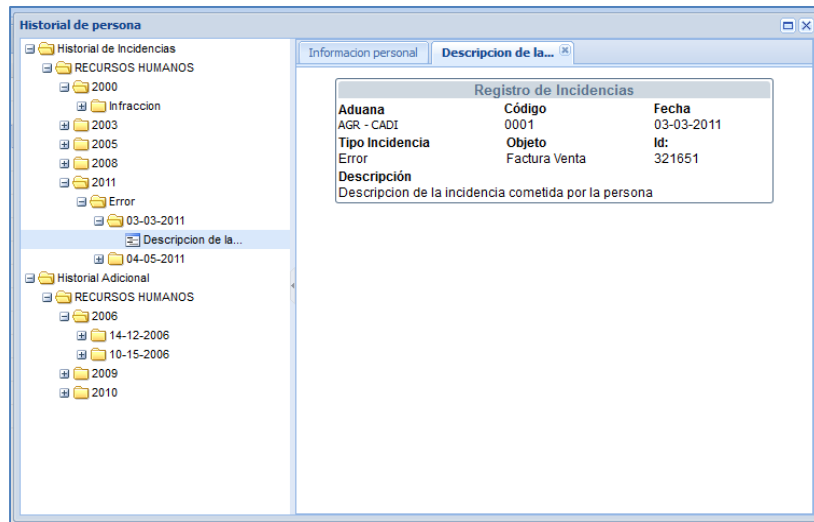 Historial de persona
Historial de Incidencias
RECURSOS HUMANOS
2000
Infraccion
2003
2005
2008
2011
Error
03-03-2011
Descripcion de la...
04-05-2011
Historial Adicional
RECURSOS HUMANOS
2006
14-12-2006
10-15-2006
2009
2010
Informacion personal Descripcion de la...
Registro de Incidencias
Aduana Código Fecha
AGR - CADI 0001 03-03-2011
Tipo Incidencia Objeto Id:
Error Factura Venta 321651
Descripción
Descripcion de la incidencia cometida por la persona